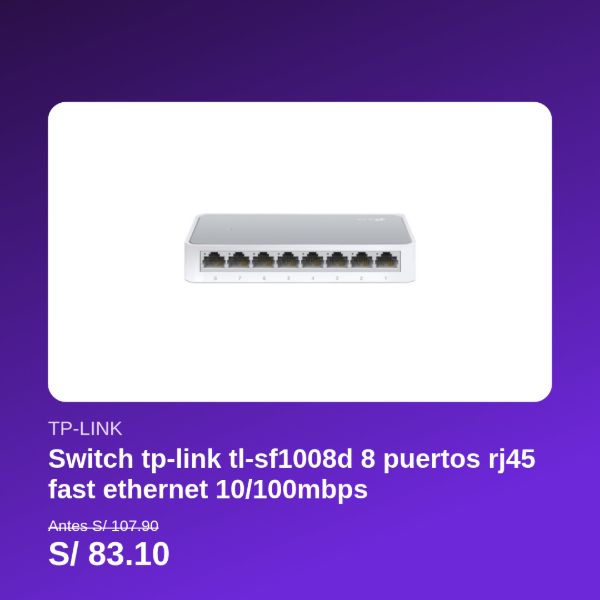 TP-LINK
Switch tp-link tl-sf1008d 8 puertos rj45
fast ethernet 10/100mbps
Antes S/ 107.90
S/ 83.10